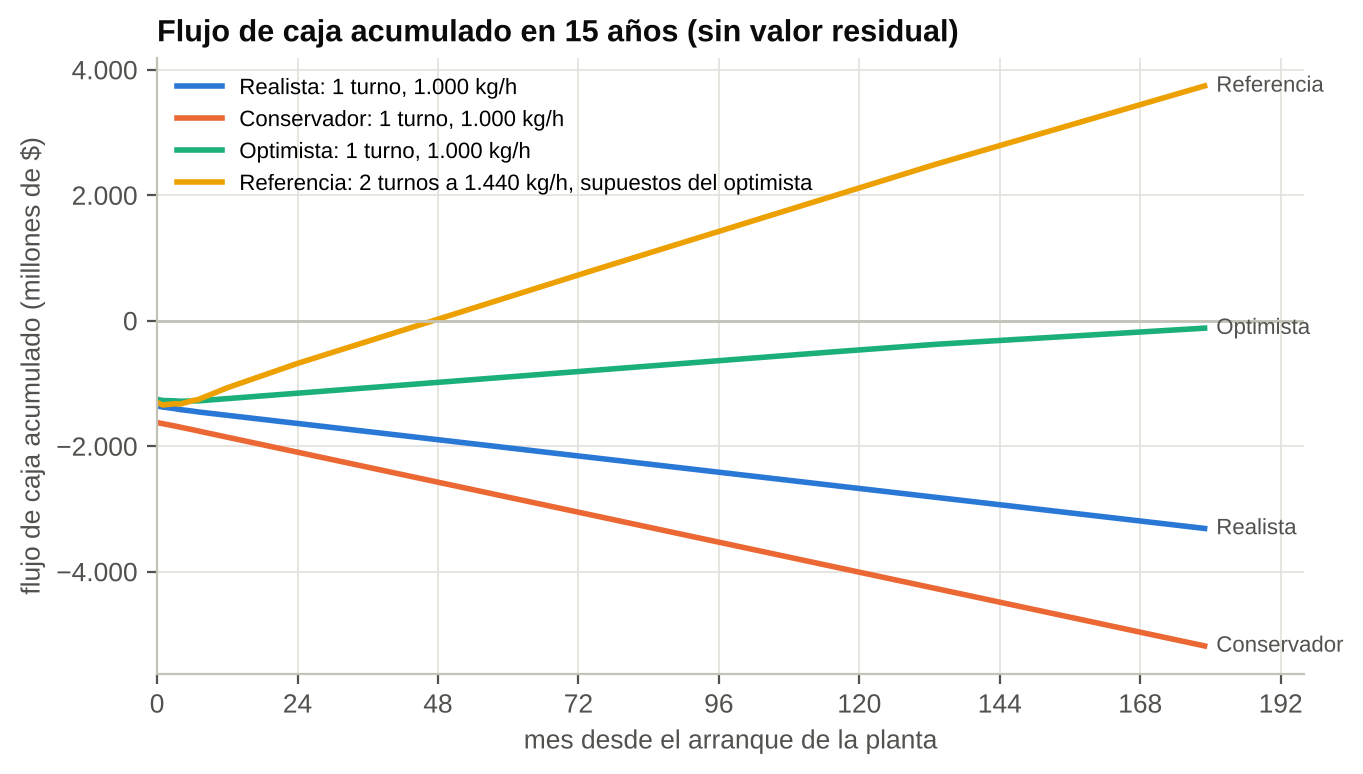 Flujo de caja acumulado en 15 años (sin valor residual)
flujo de caja acumulado (millones de $)
4.000
2.000
0
−2.000
−4.000
Realista: 1 turno, 1.000 kg/h
Conservador: 1 turno, 1.000 kg/h
Optimista: 1 turno, 1.000 kg/h
Referencia: 2 turnos a 1.440 kg/h, supuestos del optimista
Referencia
Optimista
Realista
Conservador
0 24 48 72 96 120 144 168 192
mes desde el arranque de la planta